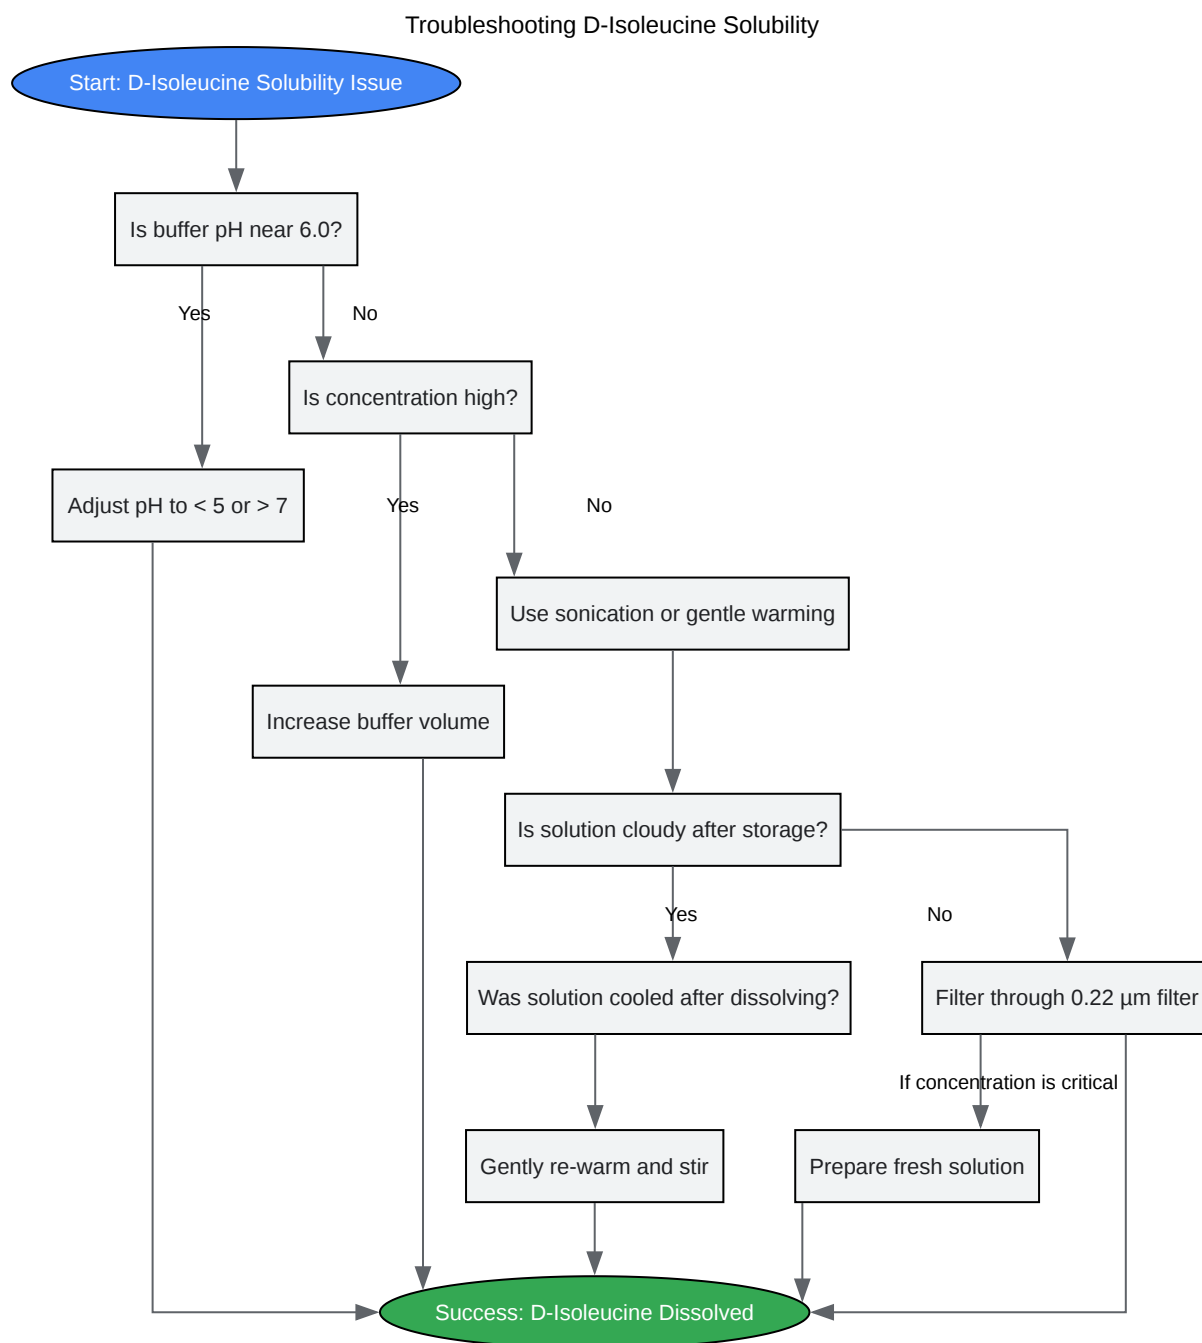 Troubleshooting D-Isoleucine Solubility
Start: D-Isoleucine Solubility Issue
Is buffer pH near 6.0?
Yes
No
Is concentration high?
Adjust pH to < 5 or > 7
Yes
No
Use sonication or gentle warming
Increase buffer volume
Is solution cloudy after storage?
Yes
No
Was solution cooled after dissolving?
Filter through 0.22 µm filter
If concentration is critical
Gently re-warm and stir
Prepare fresh solution
Success: D-Isoleucine Dissolved